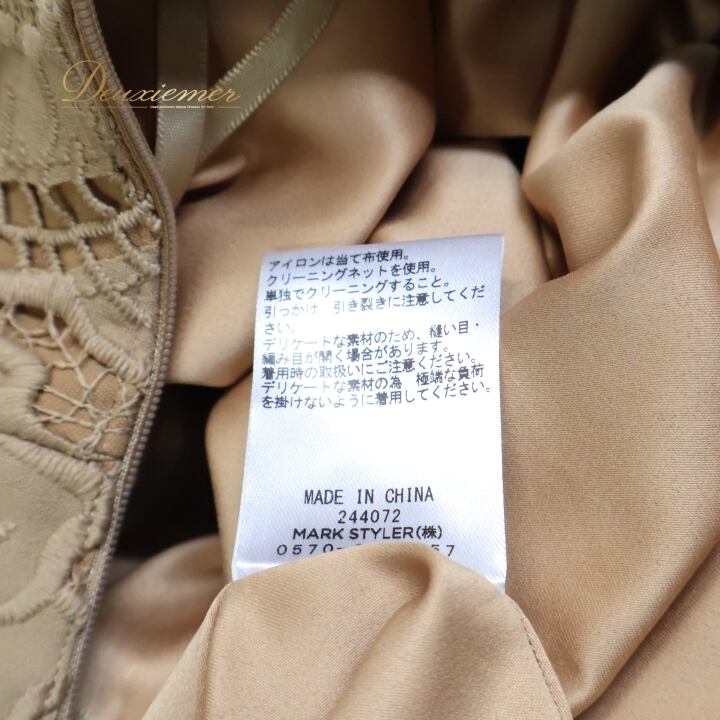 Deuxiemer
アイロンは当て布使用。
クリーニングネットを使用。
単独でクリーニングすること。
引っかけ 引き裂きに注意してくだ
さい。
デリケートな素材のため、縫い目・
編み目が開く場合があります。
着用時の取扱いにご注意ください。
デリケートな素材の為 極端な負荷
を掛けないように着用してください。
MADE IN CHINA
244072
MARK STYLER(株)
0570- 57